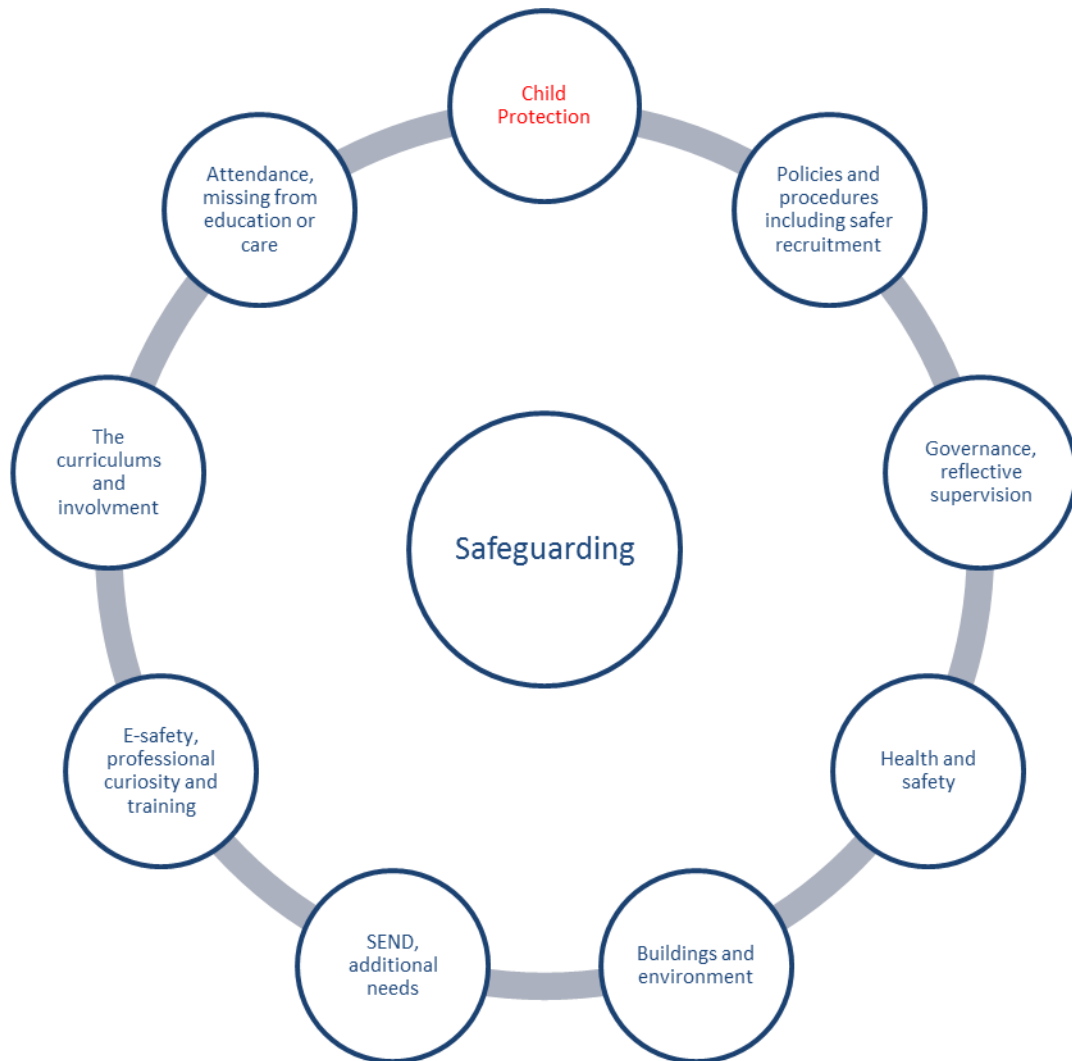 Child
Protection
Policies and
procedures
including safer
recruitment
Governance,
reflective
supervision
Health and
safety
Buildings and
environment
SEND,
additional
needs
E-safety,
professional
curiosity and
training
The
curriculums
and
involvment
Attendance,
missing from
education or
care
Safeguarding